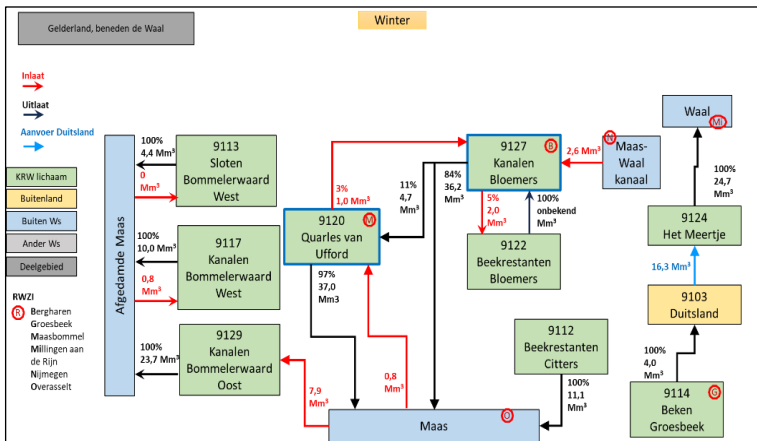 Gelderland, beneden de Waal
Winter
Inlaat
Uitlaat
Aanvoer Duitsland
KRW lichaam
Buitenland
Buiten Ws
Ander Ws
Deelgebied
RWZI
R
Bergharen
Groesbeek
Maasbommel
Millingen aan
de Rijn
Nijmegen
Overasselt
Afgedamde Maas
100%
4,4 Mm³
0
Mm³
9113
Sloten
Bommelerwaard
West
100%
10,0 Mm³
0,8
Mm³
9117
Kanalen
Bommelerwaard
West
100%
23,7 Mm³
9129
Kanalen
Bommelerwaard
Oost
7,9
Mm³
3%
1,0 Mm³
9120
Quarles van
Ufford
M
97%
37,0
Mm3
0,8
Mm³
11%
4,7 Mm³
84%
36,2
Mm³
9127
Kanalen
Bloemers
B
5%
2,0
Mm³
100%
onbekend
Mm³
9122
Beekrestanten
Bloemers
2,6 Mm³
N
Maas-
Waal
kanaal
9112
Beekrestanten
Citters
100%
11,1
Mm³
Maas
O
Waal
Mi
100%
24,7
Mm³
9124
Het Meertje
16,3 Mm³
9103
Duitsland
100%
4,0
Mm³
9114
Beken
Groesbeek
G